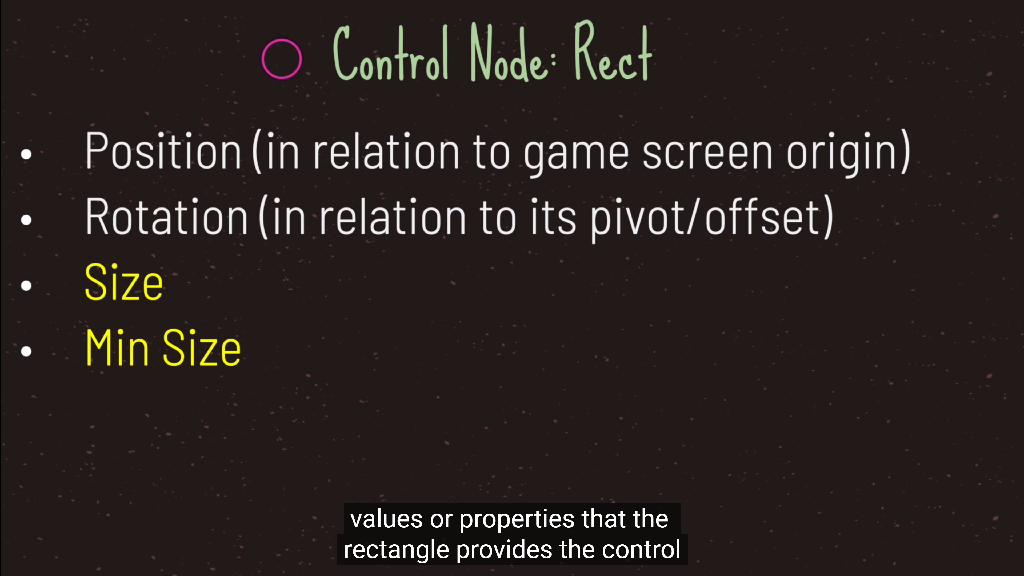 Control Node: Rect
• Position (in relation to game screen origin)
• Rotation (in relation to its pivot/offset)
• Size
• Min Size
values or properties that the
rectangle provides the control